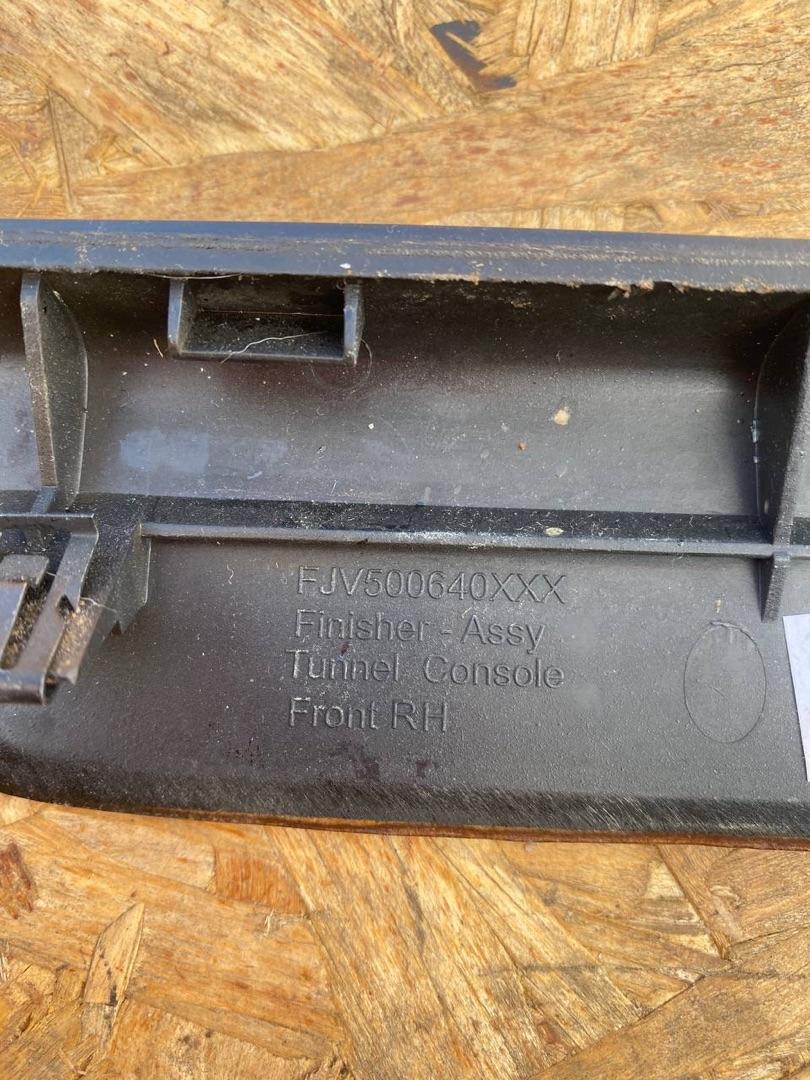 FJV500640XXX
Finisher - Assy
Tunnel Console
Front RH